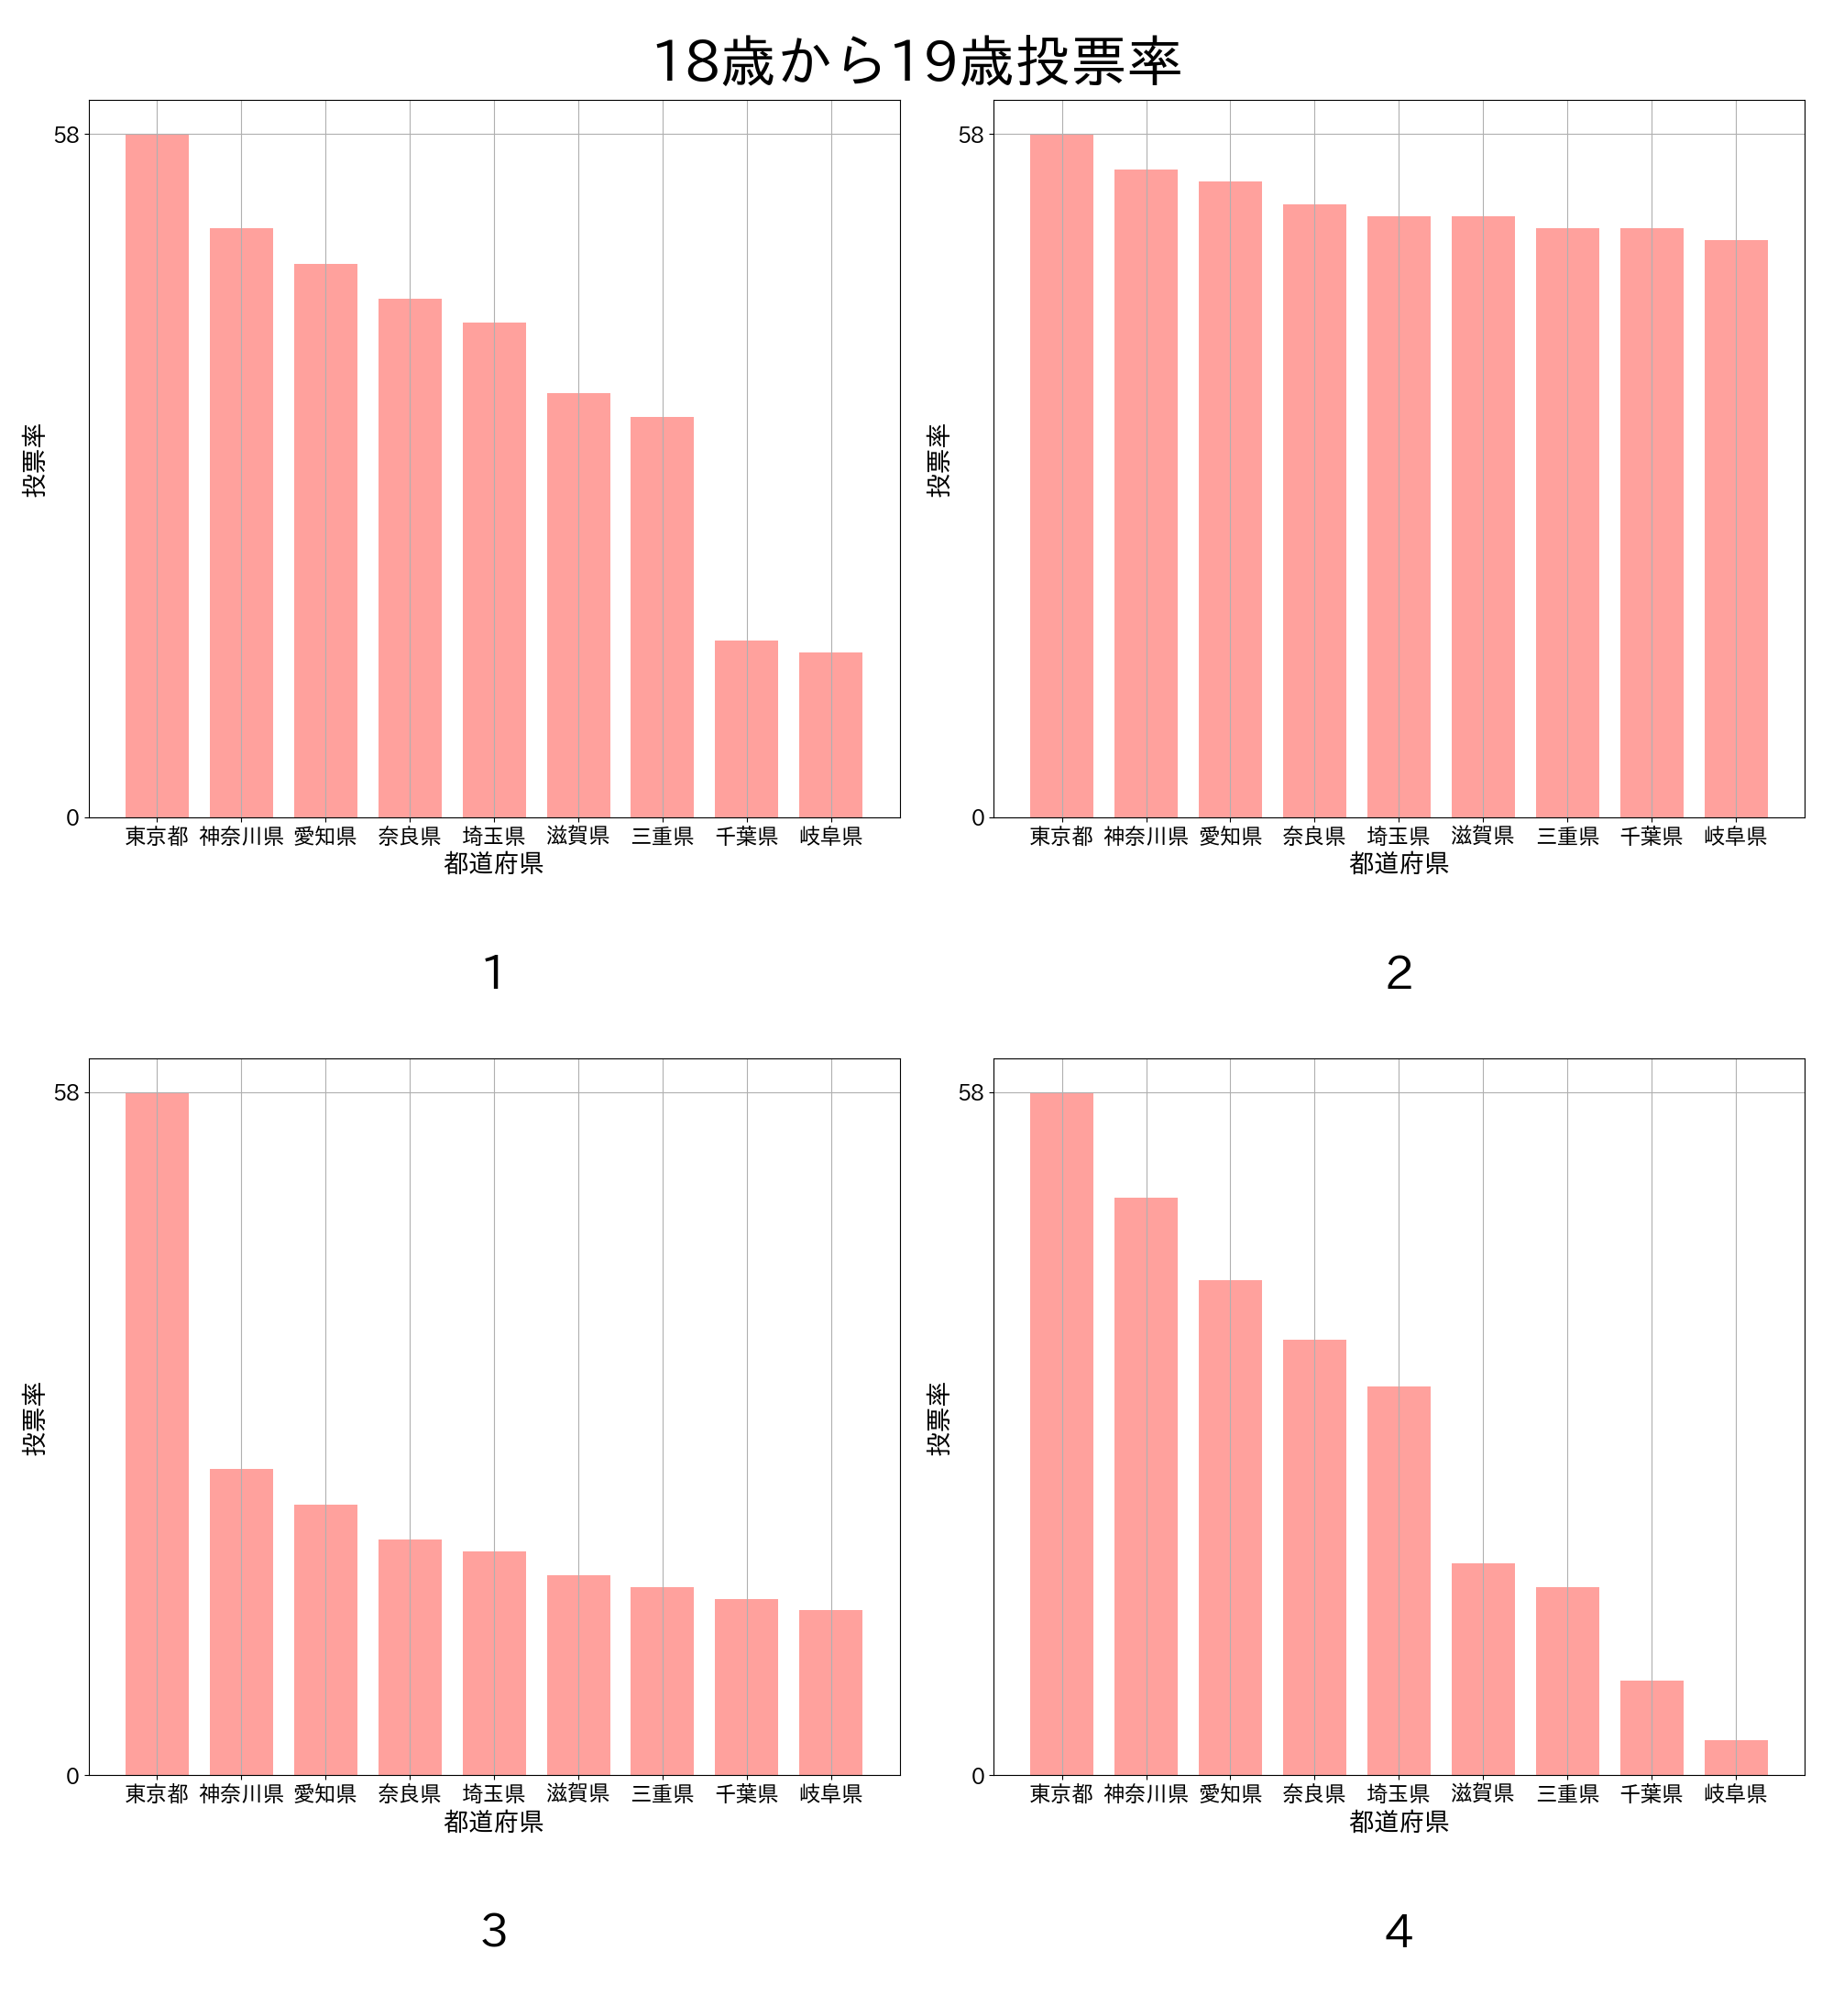 18歳から19歳投票率
58
0
投票率
東京都 神奈川県 愛知県 奈良県 埼玉県 滋賀県 三重県 千葉県 岐阜県
都道府県
1
58
0
投票率
東京都 神奈川県 愛知県 奈良県 埼玉県 滋賀県 三重県 千葉県 岐阜県
都道府県
2
58
0
投票率
東京都 神奈川県 愛知県 奈良県 埼玉県 滋賀県 三重県 千葉県 岐阜県
都道府県
3
58
0
投票率
東京都 神奈川県 愛知県 奈良県 埼玉県 滋賀県 三重県 千葉県 岐阜県
都道府県
4